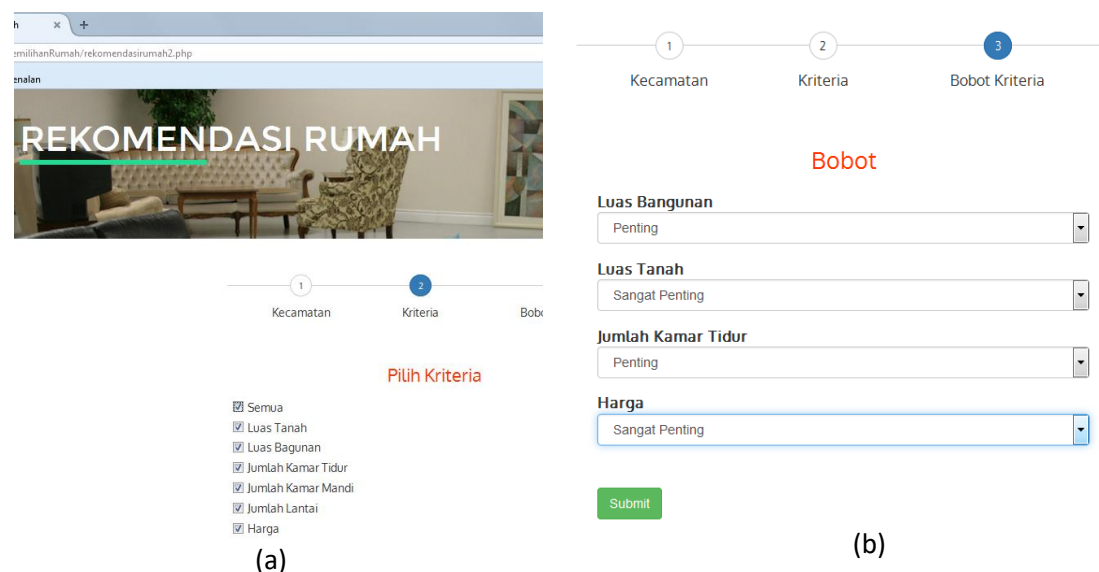 h × +
emilihanRumah/rekomendasirumah2.php
enalan
REKOMENDASI RUMAH
1 2
Kecamatan Kriteria Bobo
Pilih Kriteria
Semua
Luas Tanah
Luas Bagunan
Jumlah Kamar Tidur
Jumlah Kamar Mandi
Jumlah Lantai
Harga
(a)
1 2 3
Kecamatan Kriteria Bobot Kriteria
Bobot
Luas Bangunan
Penting
Luas Tanah
Sangat Penting
Jumlah Kamar Tidur
Penting
Harga
Sangat Penting
Submit
(b)